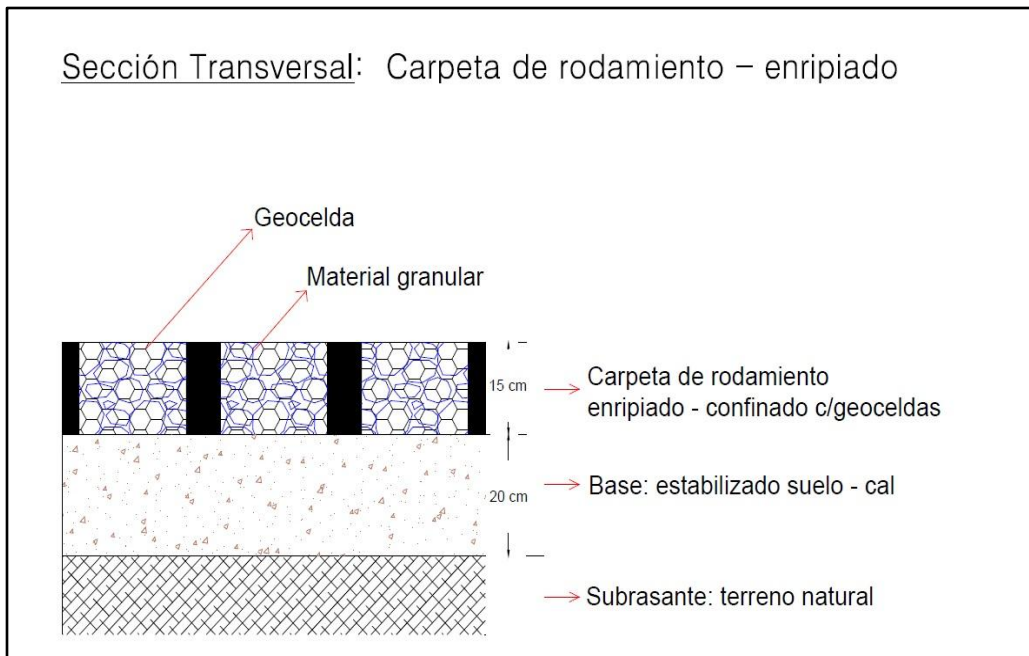 Sección Transversal: Carpeta de rodamiento – enripiado
Geocelda
Material granular
15 cm
Carpeta de rodamiento
enripiado - confinado c/geoceldas
20 cm
Base: estabilizado suelo - cal
Subrasante: terreno natural